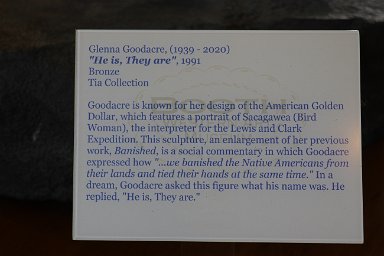 Glenna Goodacre, (1939 - 2020)
"He is, They are", 1991
Bronze
Tia Collection
Goodacre is known for her design of the American Golden
Dollar, which features a portrait of Sacagawea (Bird
Woman), the interpreter for the Lewis and Clark
Expedition. This sculpture, an enlargement of her previous
work, Banished, is a social commentary in which Goodacre
expressed how "...we banished the Native Americans from
their lands and tied their hands at the same time." In a
dream, Goodacre asked this figure what his name was. He
replied, "He is, They are."